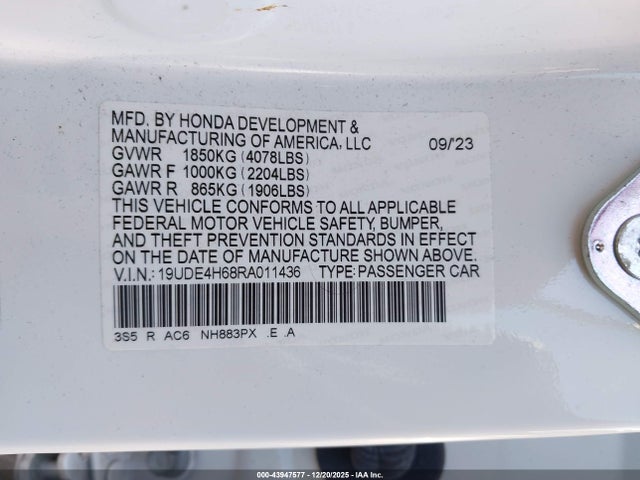 MFD. BY HONDA DEVELOPMENT &
MANUFACTURING OF AMERICA, LLC 09/'23
GVWR 1850KG (4078LBS)
GAWR F 1000KG (2204LBS)
GAWR R 865KG (1906LBS)
THIS VEHICLE CONFORMS TO ALL APPLICABLE
FEDERAL MOTOR VEHICLE SAFETY, BUMPER,
AND THEFT PREVENTION STANDARDS IN EFFECT
ON THE DATE OF MANUFACTURE SHOWN ABOVE.
V.I.N.: 19UDE4H68RA011436 TYPE: PASSENGER CAR
3S5 R AC6 NH883PX .E .A
000-43947577 — 12/20/2025 — IAA Inc.